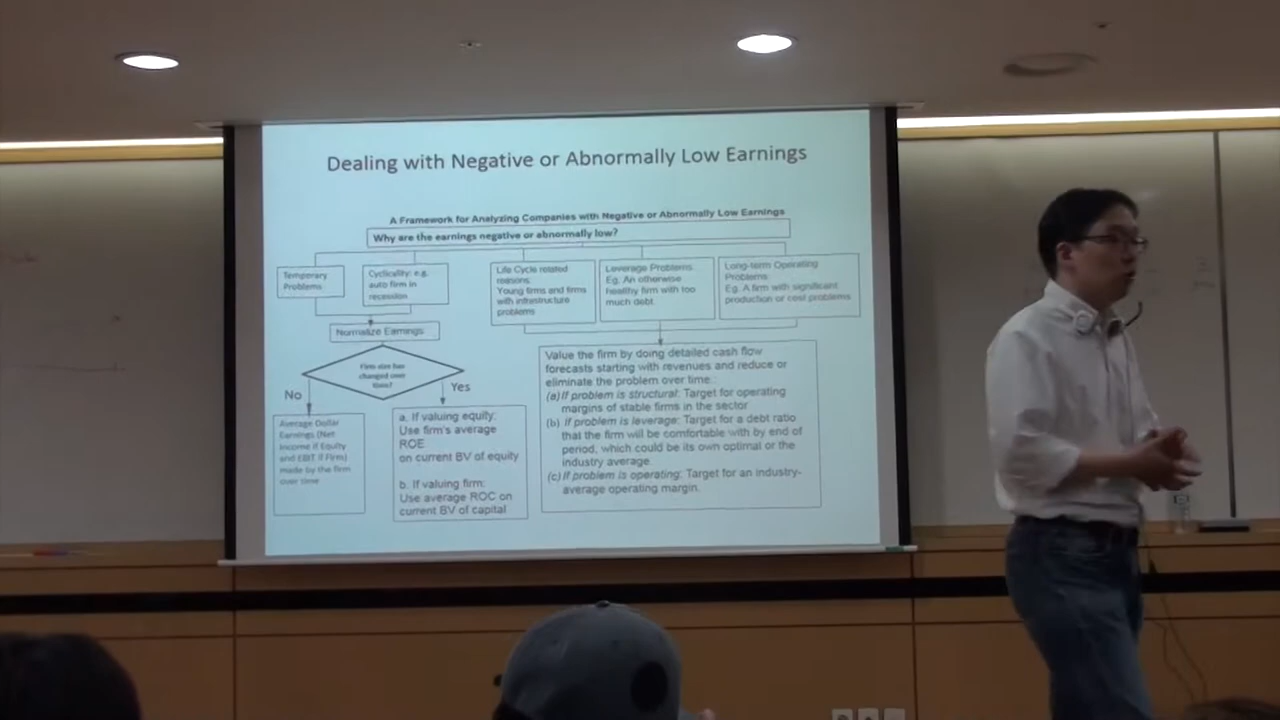 Dealing with Negative or Abnormally Low Earnings
A Framework for Analyzing Companies with Negative or Abnormally Low Earnings
Why are the earnings negative or abnormally low?
Temporary
Problems
Cyclicality: e.g.
auto firm in
recession
Life Cycle related
reasons
Young firms and firms
with infrastructure
problems
Leverage Problems
Eg. An otherwise
healthy firm with too
much debt.
Long-term Operating
Problems
Eg. A firm with significant
production or cost problems
Normalize Earnings
Firm size has
changed over
time?
No
Yes
Average Dollar
Earnings (Net
Income if Equity
and EBIT if Firm)
made by the firm
over time
a. If valuing equity:
Use firm's average
ROE
on current BV of equity
b. If valuing firm:
Use average ROC on
current BV of capital
Value the firm by doing detailed cash flow
forecasts starting with revenues and reduce or
eliminate the problem over time.:
(a) If problem is structural: Target for operating
margins of stable firms in the sector
(b) If problem is leverage: Target for a debt ratio
that the firm will be comfortable with by end of
period, which could be its own optimal or the
industry average.
(c) If problem is operating: Target for an industry-
average operating margin.